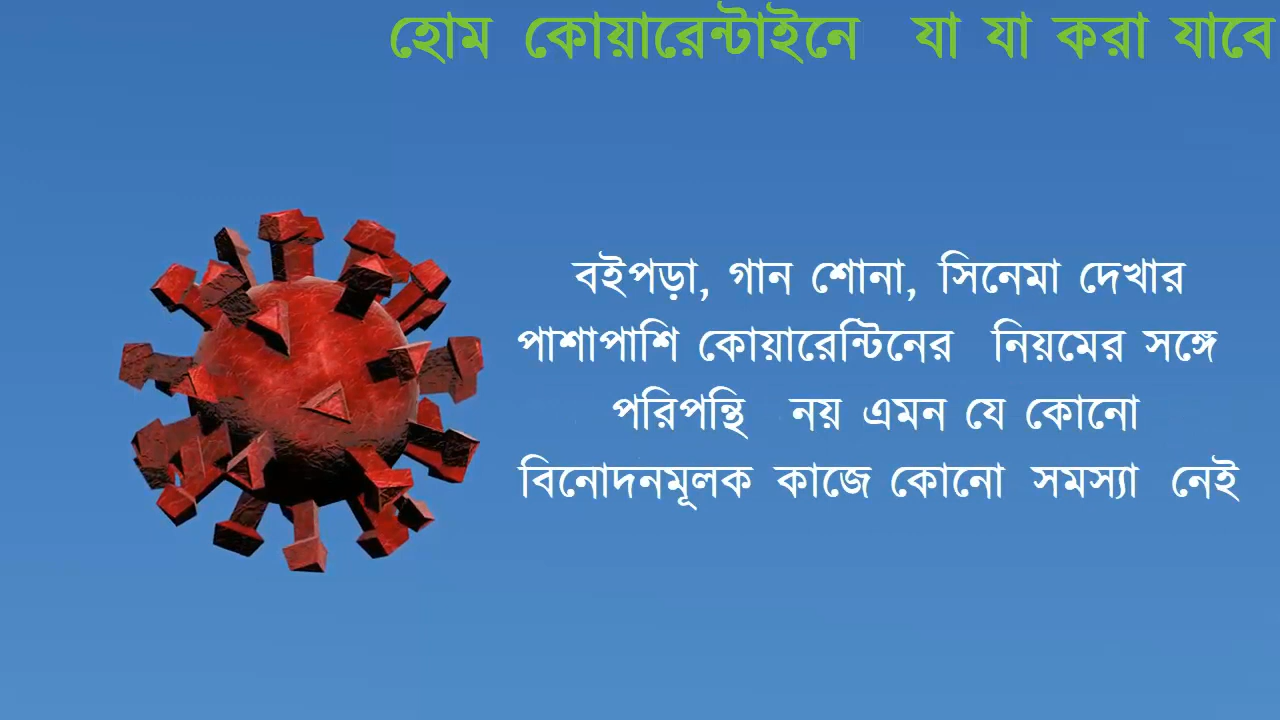 হোম কোয়ারেন্টাইনে যা যা করা যাবে
বইপড়া, গান শোনা, সিনেমা দেখার
পাশাপাশি কোয়ারেন্টিনের নিয়মের সঙ্গে
পরিপন্থি নয় এমন যে কোনো
বিনোদনমূলক কাজে কোনো সমস্যা নেই